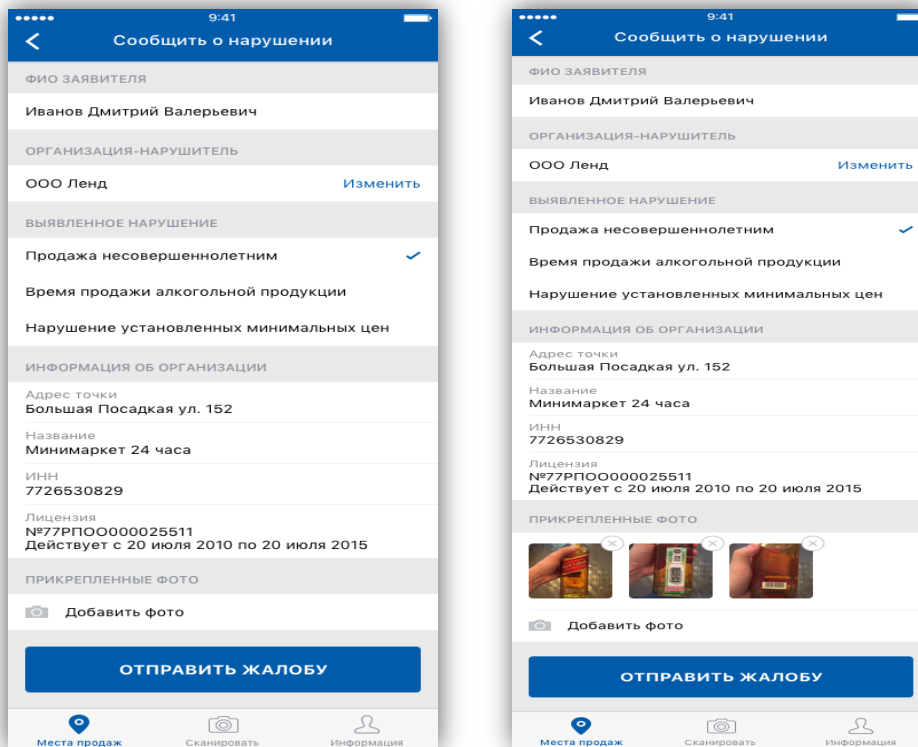 9:41
Сообщить о нарушении
ФИО ЗАЯВИТЕЛЯ
Иванов Дмитрий Валерьевич
ОРГАНИЗАЦИЯ-НАРУШИТЕЛЬ
ООО Ленд Изменить
ВЫЯВЛЕННОЕ НАРУШЕНИЕ
Продажа несовершеннолетним
Время продажи алкогольной продукции
Нарушение установленных минимальных цен
ИНФОРМАЦИЯ ОБ ОРГАНИЗАЦИИ
Адрес точки
Большая Посадкая ул. 152
Название
Минимаркет 24 часа
ИНН
7726530829
Лицензия
№77РПОО000025511
Действует с 20 июля 2010 по 20 июля 2015
ПРИКРЕПЛЕННЫЕ ФОТО
Добавить фото
ОТПРАВИТЬ ЖАЛОБУ
Места продаж Сканировать Информация
9:41
Сообщить о нарушении
ФИО ЗАЯВИТЕЛЯ
Иванов Дмитрий Валерьевич
ОРГАНИЗАЦИЯ-НАРУШИТЕЛЬ
ООО Ленд Изменить
ВЫЯВЛЕННОЕ НАРУШЕНИЕ
Продажа несовершеннолетним
Время продажи алкогольной продукции
Нарушение установленных минимальных цен
ИНФОРМАЦИЯ ОБ ОРГАНИЗАЦИИ
Адрес точки
Большая Посадкая ул. 152
Название
Минимаркет 24 часа
ИНН
7726530829
Лицензия
№77РПОО000025511
Действует с 20 июля 2010 по 20 июля 2015
ПРИКРЕПЛЕННЫЕ ФОТО
Добавить фото
ОТПРАВИТЬ ЖАЛОБУ
Места продаж Сканировать Информация